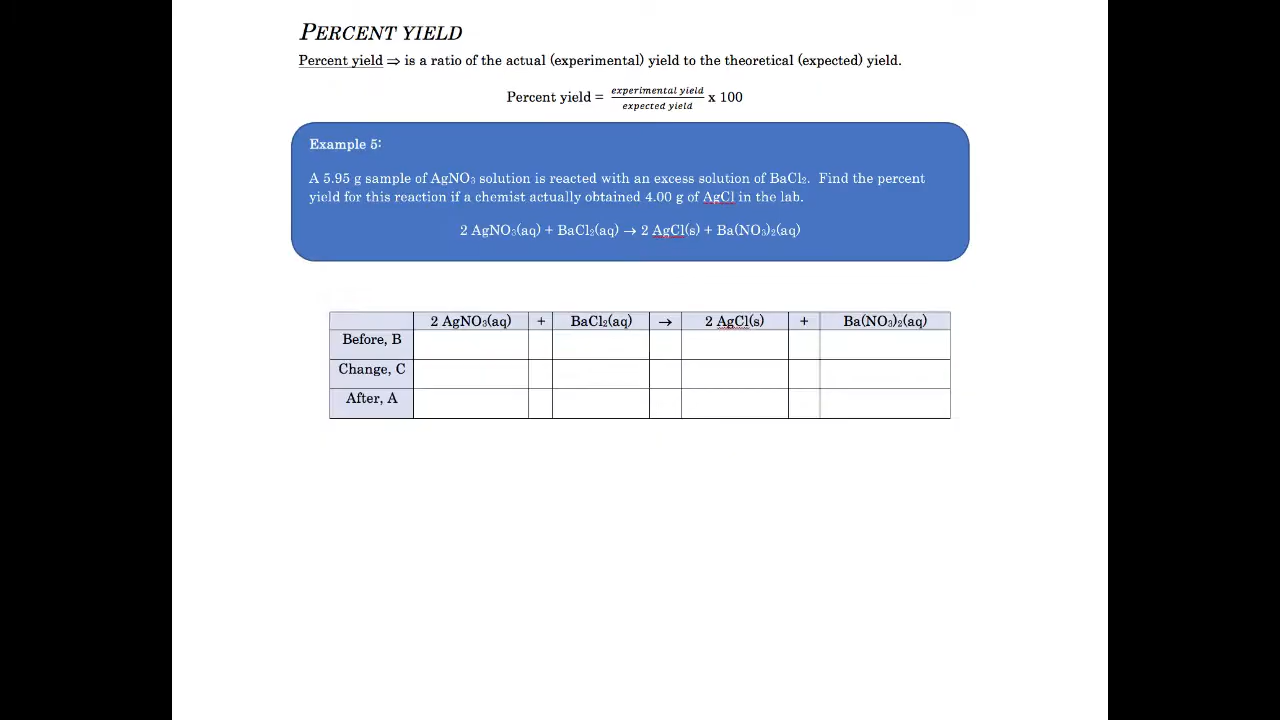 PERCENT YIELD
Percent yield ⇒ is a ratio of the actual (experimental) yield to the theoretical (expected) yield.
Percent yield = experimental yield / expected yield x 100
Example 5:
A 5.95 g sample of AgNO₃ solution is reacted with an excess solution of BaCl₂. Find the percent
yield for this reaction if a chemist actually obtained 4.00 g of AgCl in the lab.
2 AgNO₃(aq) + BaCl₂(aq) → 2 AgCl(s) + Ba(NO₃)₂(aq)
2 AgNO₃(aq) + BaCl₂(aq) → 2 AgCl(s) + Ba(NO₃)₂(aq)
Before, B
Change, C
After, A